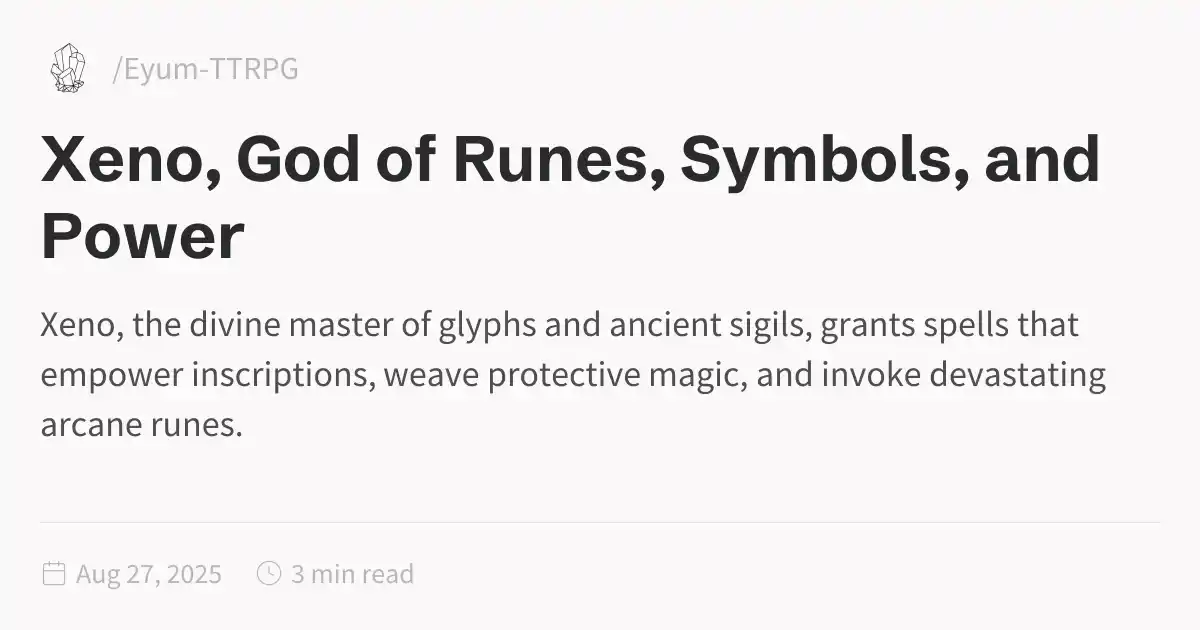 /Eyum-TTRPG
Xeno, God of Runes, Symbols, and
Power
Xeno, the divine master of glyphs and ancient sigils, grants spells that
empower inscriptions, weave protective magic, and invoke devastating
arcane runes.
Aug 27, 2025 3 min read